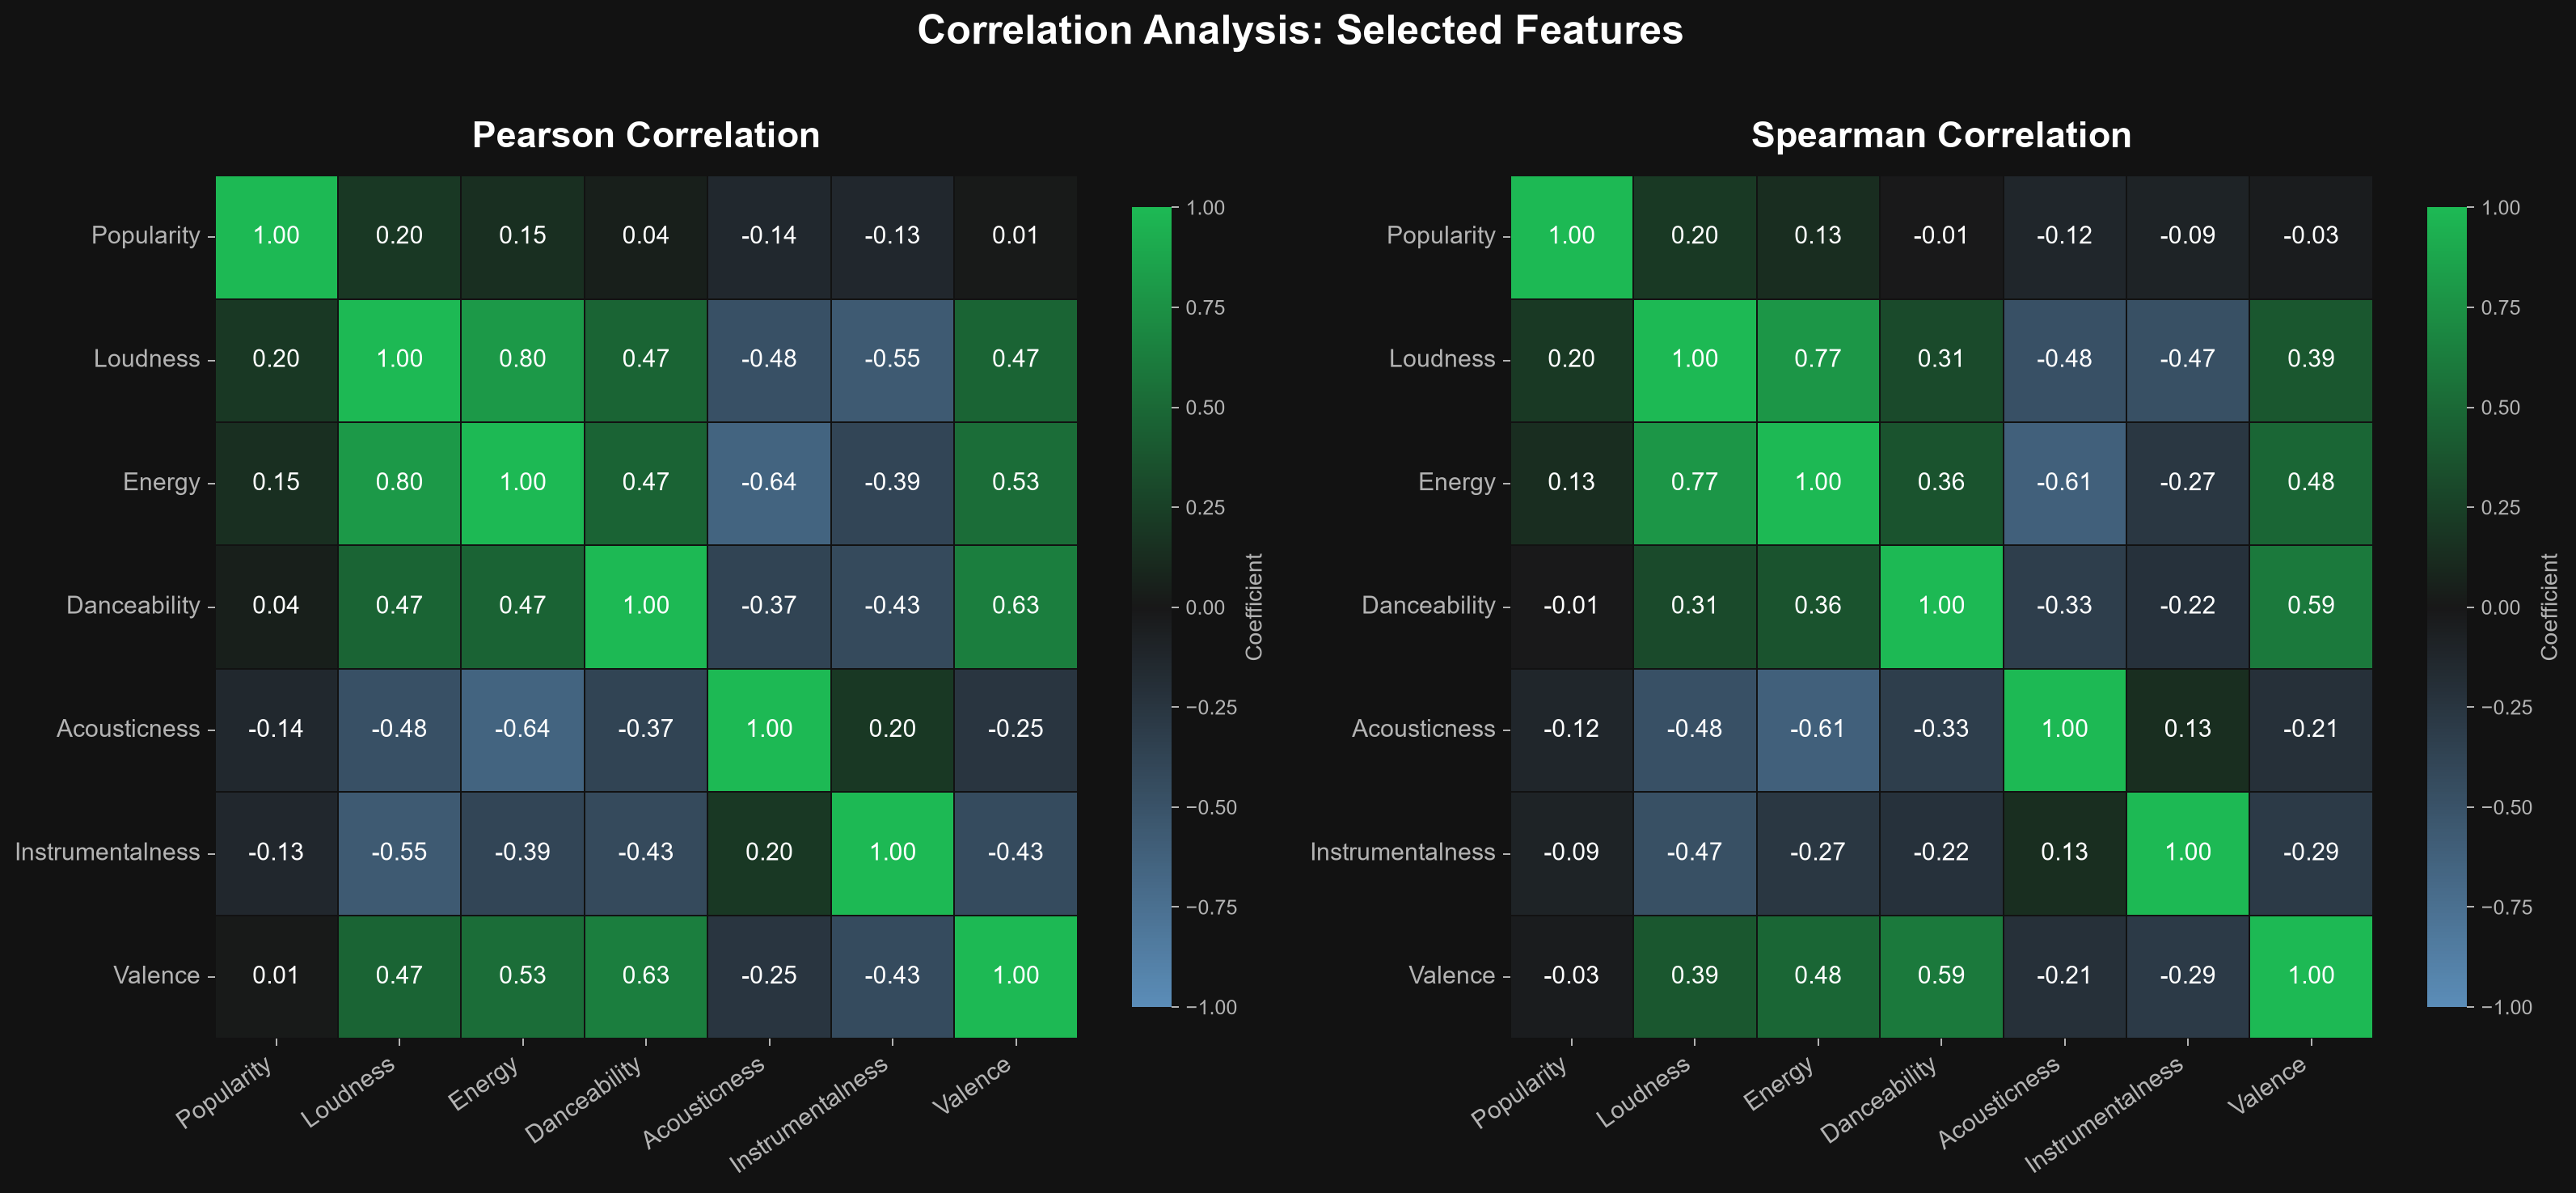 Correlation Analysis: Selected Features
Pearson Correlation
Popularity 1.00 0.20 0.15 0.04 -0.14 -0.13 0.01
Loudness 0.20 1.00 0.80 0.47 -0.48 -0.55 0.47
Energy 0.15 0.80 1.00 0.47 -0.64 -0.39 0.53
Danceability 0.04 0.47 0.47 1.00 -0.37 -0.43 0.63
Acousticness -0.14 -0.48 -0.64 -0.37 1.00 0.20 -0.25
Instrumentalness -0.13 -0.55 -0.39 -0.43 0.20 1.00 -0.43
Valence 0.01 0.47 0.53 0.63 -0.25 -0.43 1.00
Popularity Loudness Energy Danceability Acousticness Instrumentalness Valence
1.00
0.75
0.50
0.25
0.00
−0.25
−0.50
−0.75
−1.00
Coefficient
Spearman Correlation
Popularity 1.00 0.20 0.13 -0.01 -0.12 -0.09 -0.03
Loudness 0.20 1.00 0.77 0.31 -0.48 -0.47 0.39
Energy 0.13 0.77 1.00 0.36 -0.61 -0.27 0.48
Danceability -0.01 0.31 0.36 1.00 -0.33 -0.22 0.59
Acousticness -0.12 -0.48 -0.61 -0.33 1.00 0.13 -0.21
Instrumentalness -0.09 -0.47 -0.27 -0.22 0.13 1.00 -0.29
Valence -0.03 0.39 0.48 0.59 -0.21 -0.29 1.00
Popularity Loudness Energy Danceability Acousticness Instrumentalness Valence
1.00
0.75
0.50
0.25
0.00
−0.25
−0.50
−0.75
−1.00
Coefficient